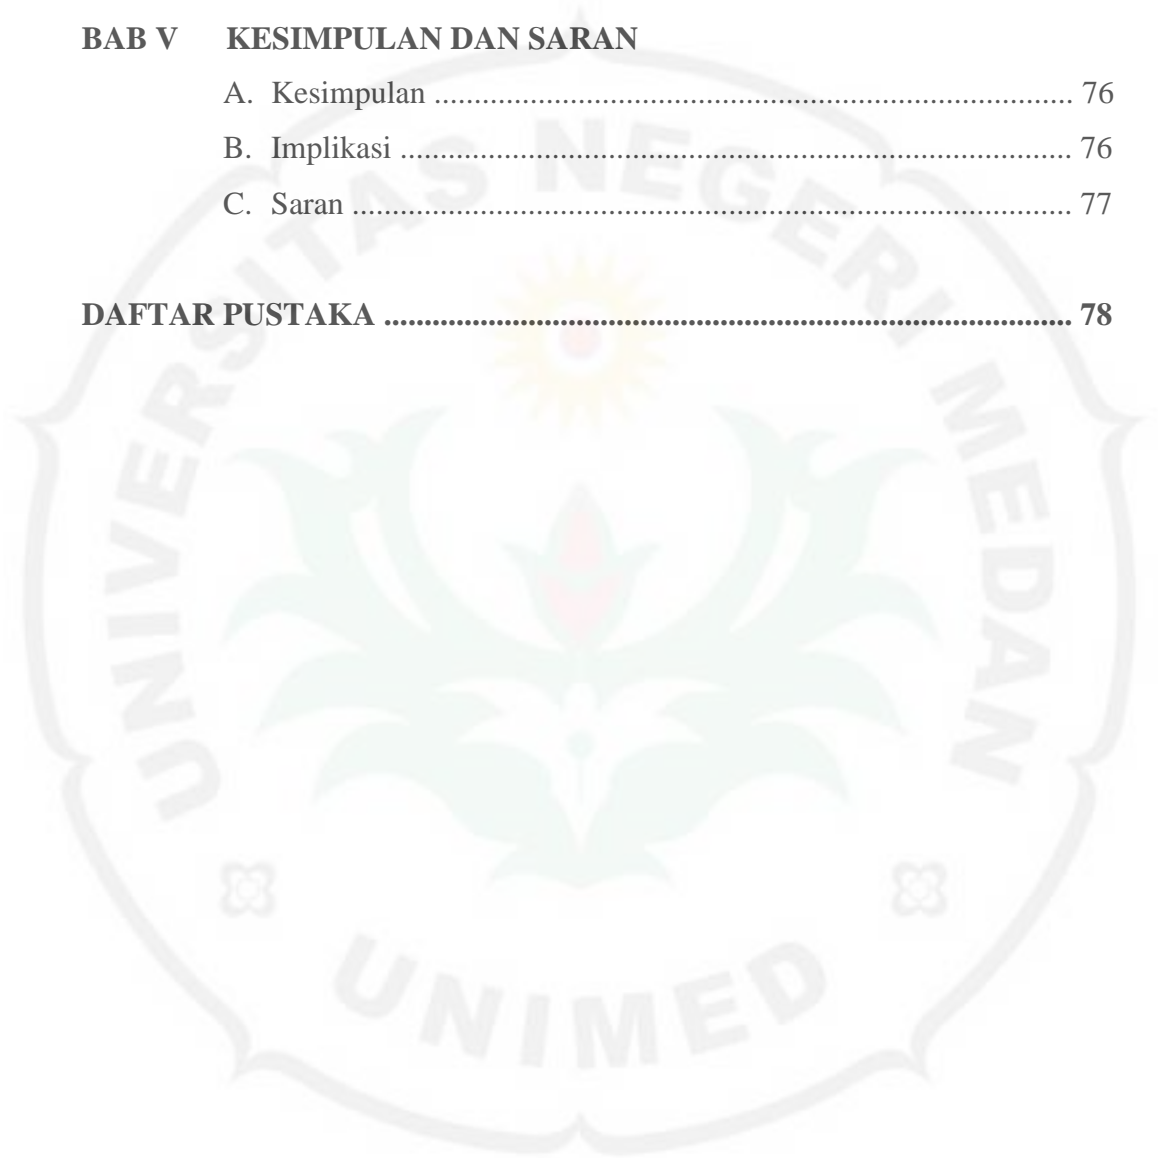 BAB V KESIMPULAN DAN SARAN
A. Kesimpulan ................................................................................ 76
B. Implikasi .................................................................................... 76
C. Saran .......................................................................................... 77
DAFTAR PUSTAKA ...................................................................................... 78
UNIVERSITAS NEGERI MEDAN
UNIMED